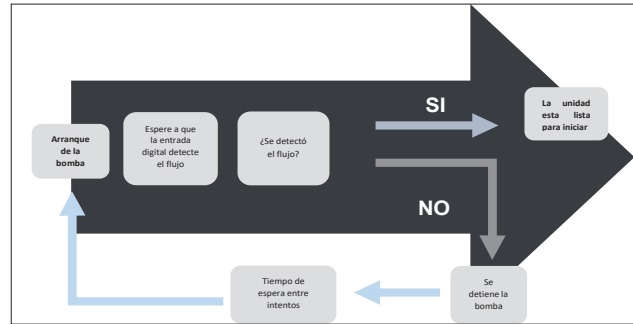 Arranque
de la
bomba
Espere a que
la entrada
digital detecte
el flujo
¿Se detectó
el flujo?
SI
La unidad
esta lista
para iniciar
NO
Se
detiene la
bomba
Tiempo de
espera entre
intentos